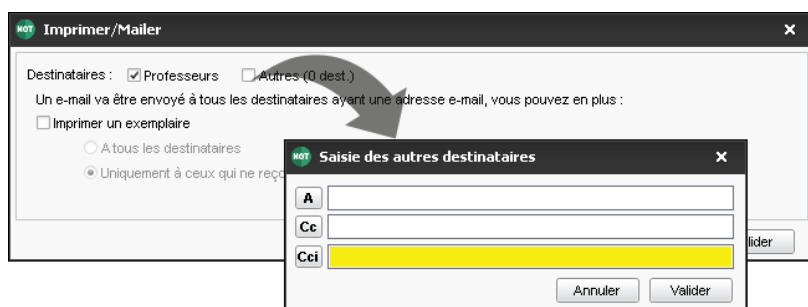 NOT Imprimer/Mailer x
Destinataires : Professeurs Autres (0 dest.)
Un e-mail va être envoyé à tous les destinataires ayant une adresse e-mail, vous pouvez en plus :
Imprimer un exemplaire
A tous les destinataires
Uniquement à ceux qui ne reço
lider
NOT Saisie des autres destinataires x
A
Cc
Cci
Annuler Valider